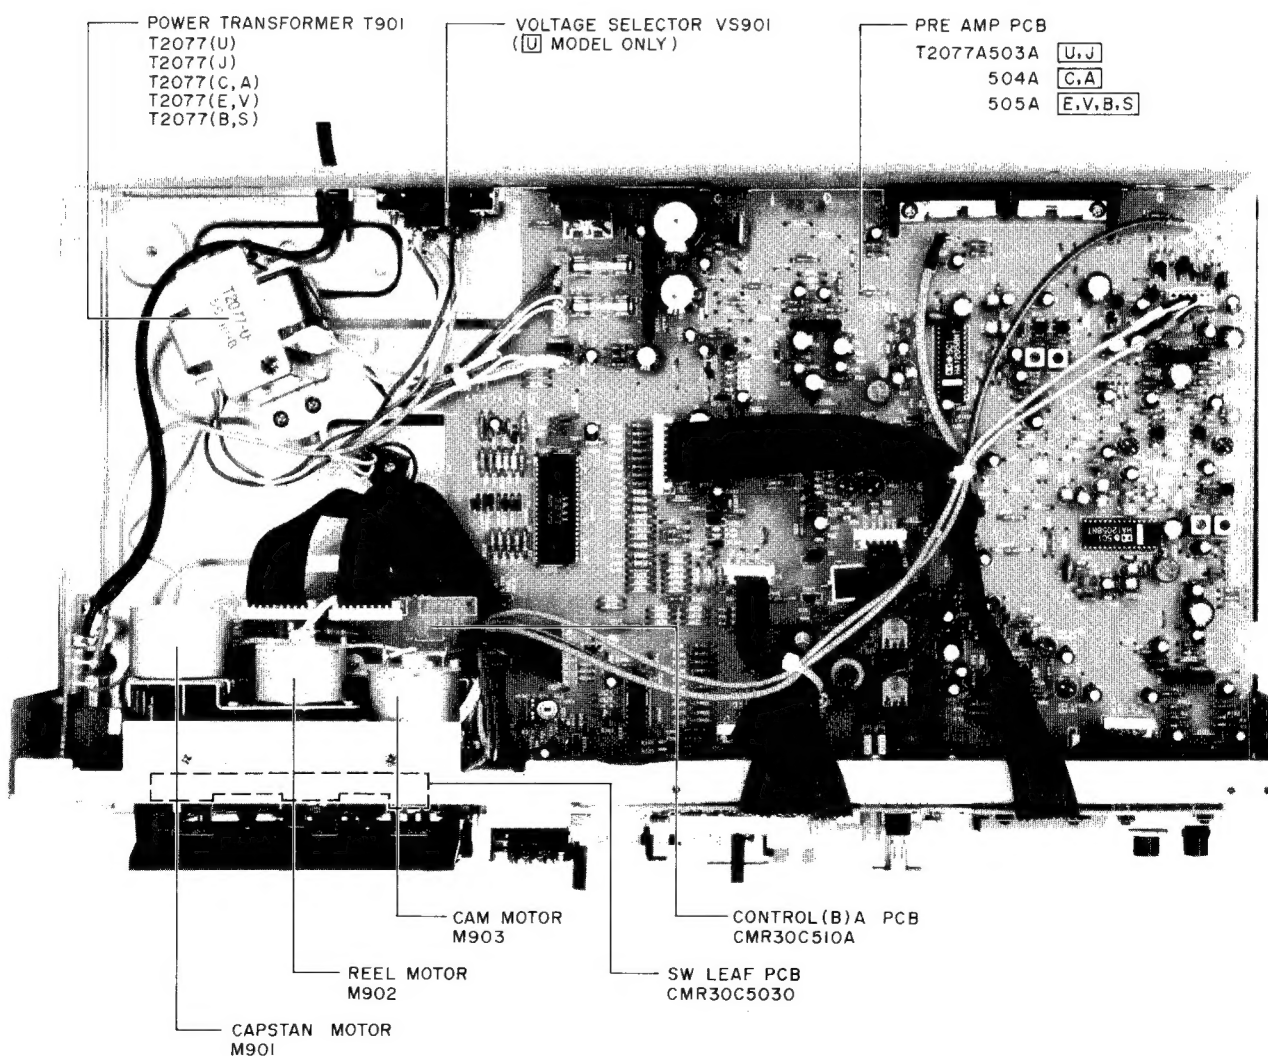 POWER TRANSFORMER T901
T2077(U)
T2077(J)
T2077(C,A)
T2077(E,V)
T2077(B,S)
VOLTAGE SELECTOR VS901
(U MODEL ONLY)
PRE AMP PCB
T2077A503A U,J
504A C,A
505A E,V,B,S
T2077-U
CAM MOTOR
M903
REEL MOTOR
M902
CAPSTAN MOTOR
M901
CONTROL(B)A PCB
CMR30C510A
SW LEAF PCB
CMR30C5030